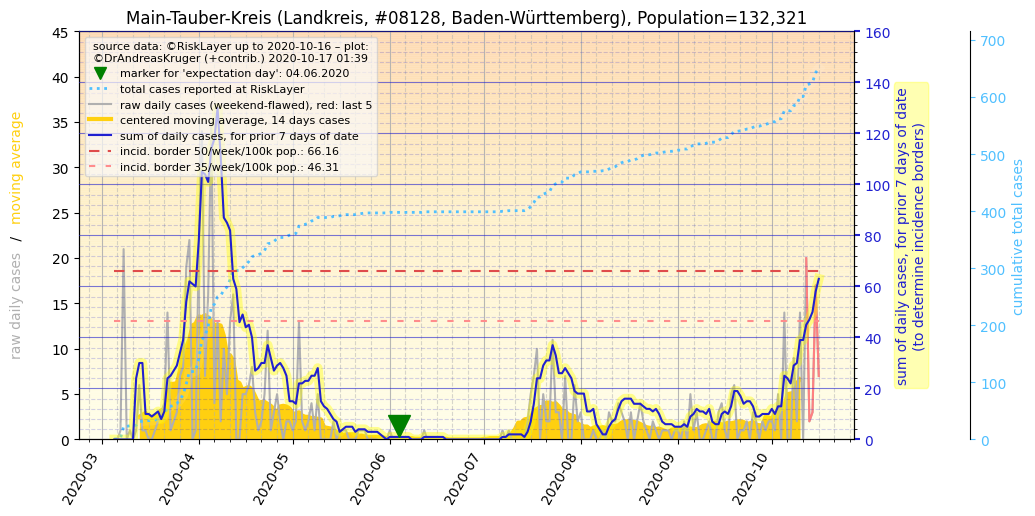 Main-Tauber-Kreis (Landkreis, #08128, Baden-Württemberg), Population=132,321
source data: ©RiskLayer up to 2020-10-16 – plot:
©DrAndreasKruger (+contrib.) 2020-10-17 01:39
marker for 'expectation day': 04.06.2020
total cases reported at RiskLayer
raw daily cases (weekend-flawed), red: last 5
centered moving average, 14 days cases
sum of daily cases, for prior 7 days of date
incid. border 50/week/100k pop.: 66.16
incid. border 35/week/100k pop.: 46.31
raw daily cases / moving average
45
40
35
30
25
20
15
10
5
0
160
140
120
100
80
60
40
20
0
sum of daily cases, for prior 7 days of date
(to determine incidence borders)
700
600
500
400
300
200
100
0
cumulative total cases
2020-03
2020-04
2020-05
2020-06
2020-07
2020-08
2020-09
2020-10